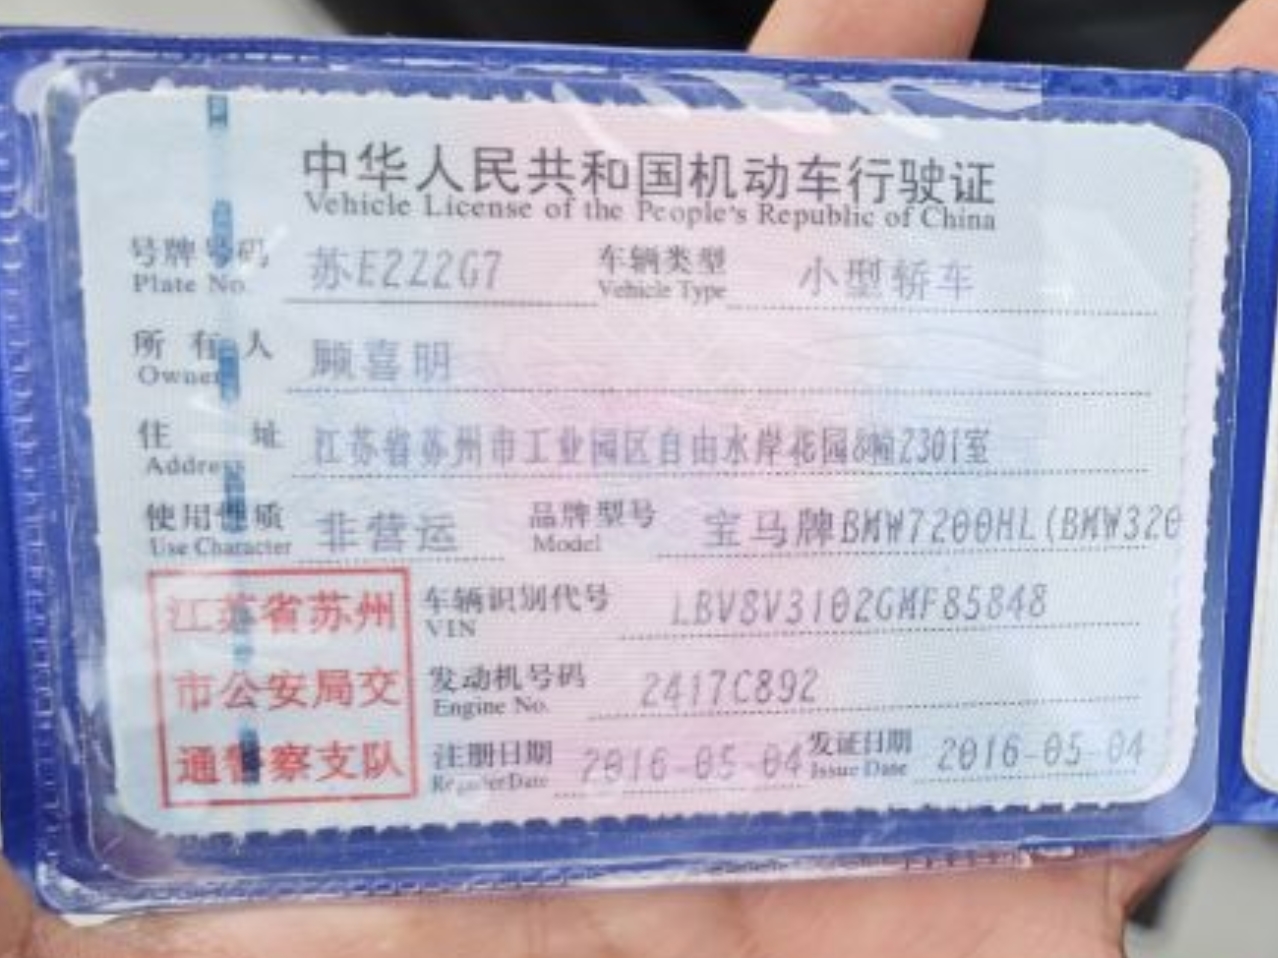 中华人民共和国机动车行驶证
Vehicle License of the People's Republic of China
号牌号码 苏E2Z2G7 车辆类型 小型轿车
Plate No. Vehicle Type
所有人 顾喜明
Owner
住址 江苏省苏州市工业园区自由水岸花园8幢2301室
Address
使用性质 非营运 品牌型号 宝马牌BMW7200HL(BMW320
Use Character Model
江苏省苏州
市公安局交
通警察支队
车辆识别代号 LBV8V3102GMF85848
VIN
发动机号码 2417C892
Engine No.
注册日期 2016-05-04 发证日期 2016-05-04
Register Date Issue Date